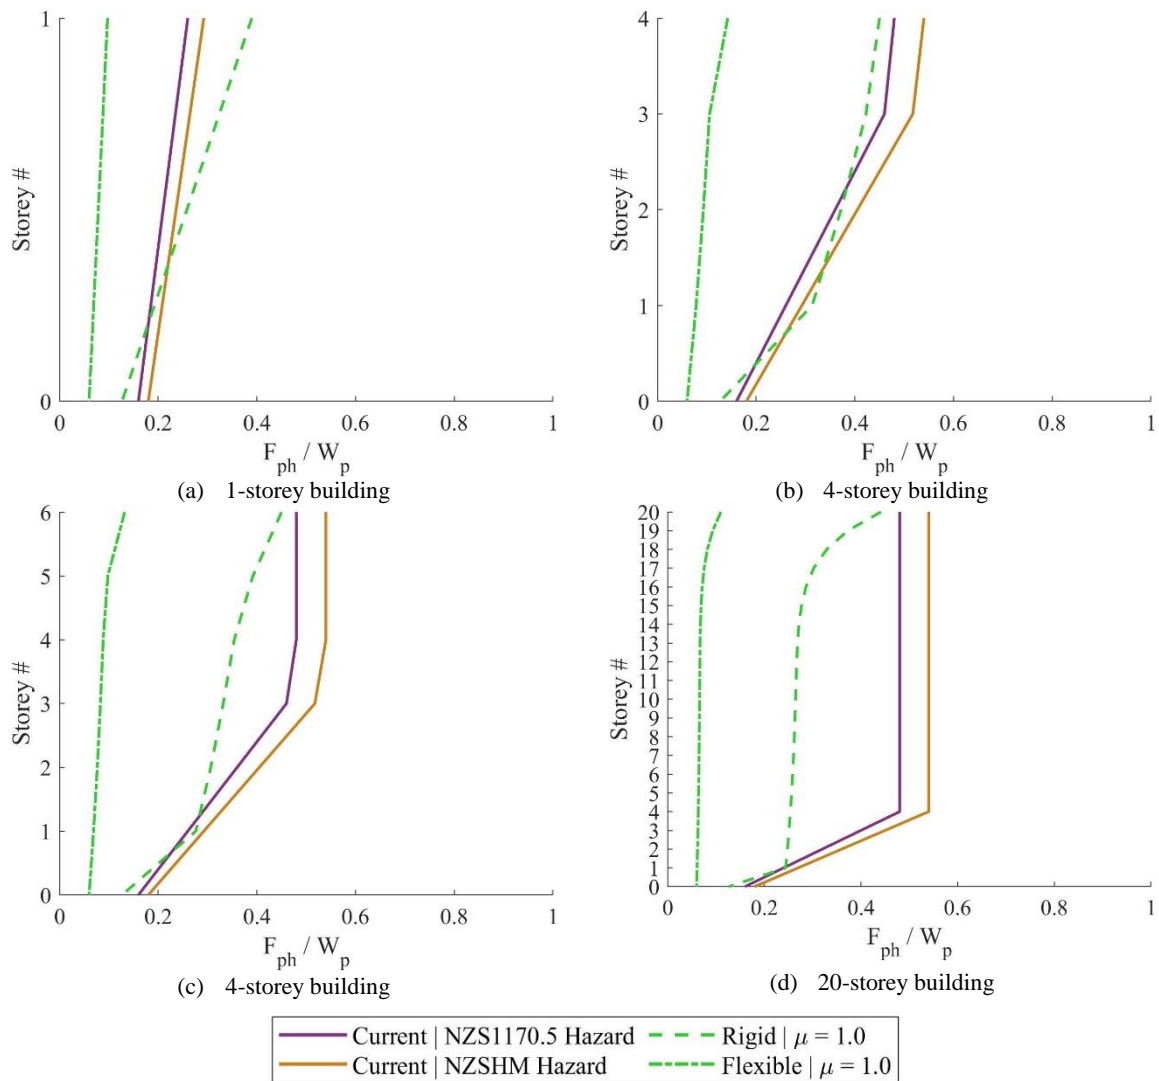 1
Storey #
0
0 0.2 0.4 0.6 0.8 1
F_ph / W_p
(a) 1-storey building
4
3
Storey #
2
1
0
0 0.2 0.4 0.6 0.8 1
F_ph / W_p
(b) 4-storey building
6
5
4
Storey #
3
2
1
0
0 0.2 0.4 0.6 0.8 1
F_ph / W_p
(c) 4-storey building
20
19
18
17
16
15
14
13
12
11
Storey #
10
9
8
7
6
5
4
3
2
1
0
0 0.2 0.4 0.6 0.8 1
F_ph / W_p
(d) 20-storey building
Current | NZS1170.5 Hazard
Current | NZSHM Hazard
Rigid | μ = 1.0
Flexible | μ = 1.0